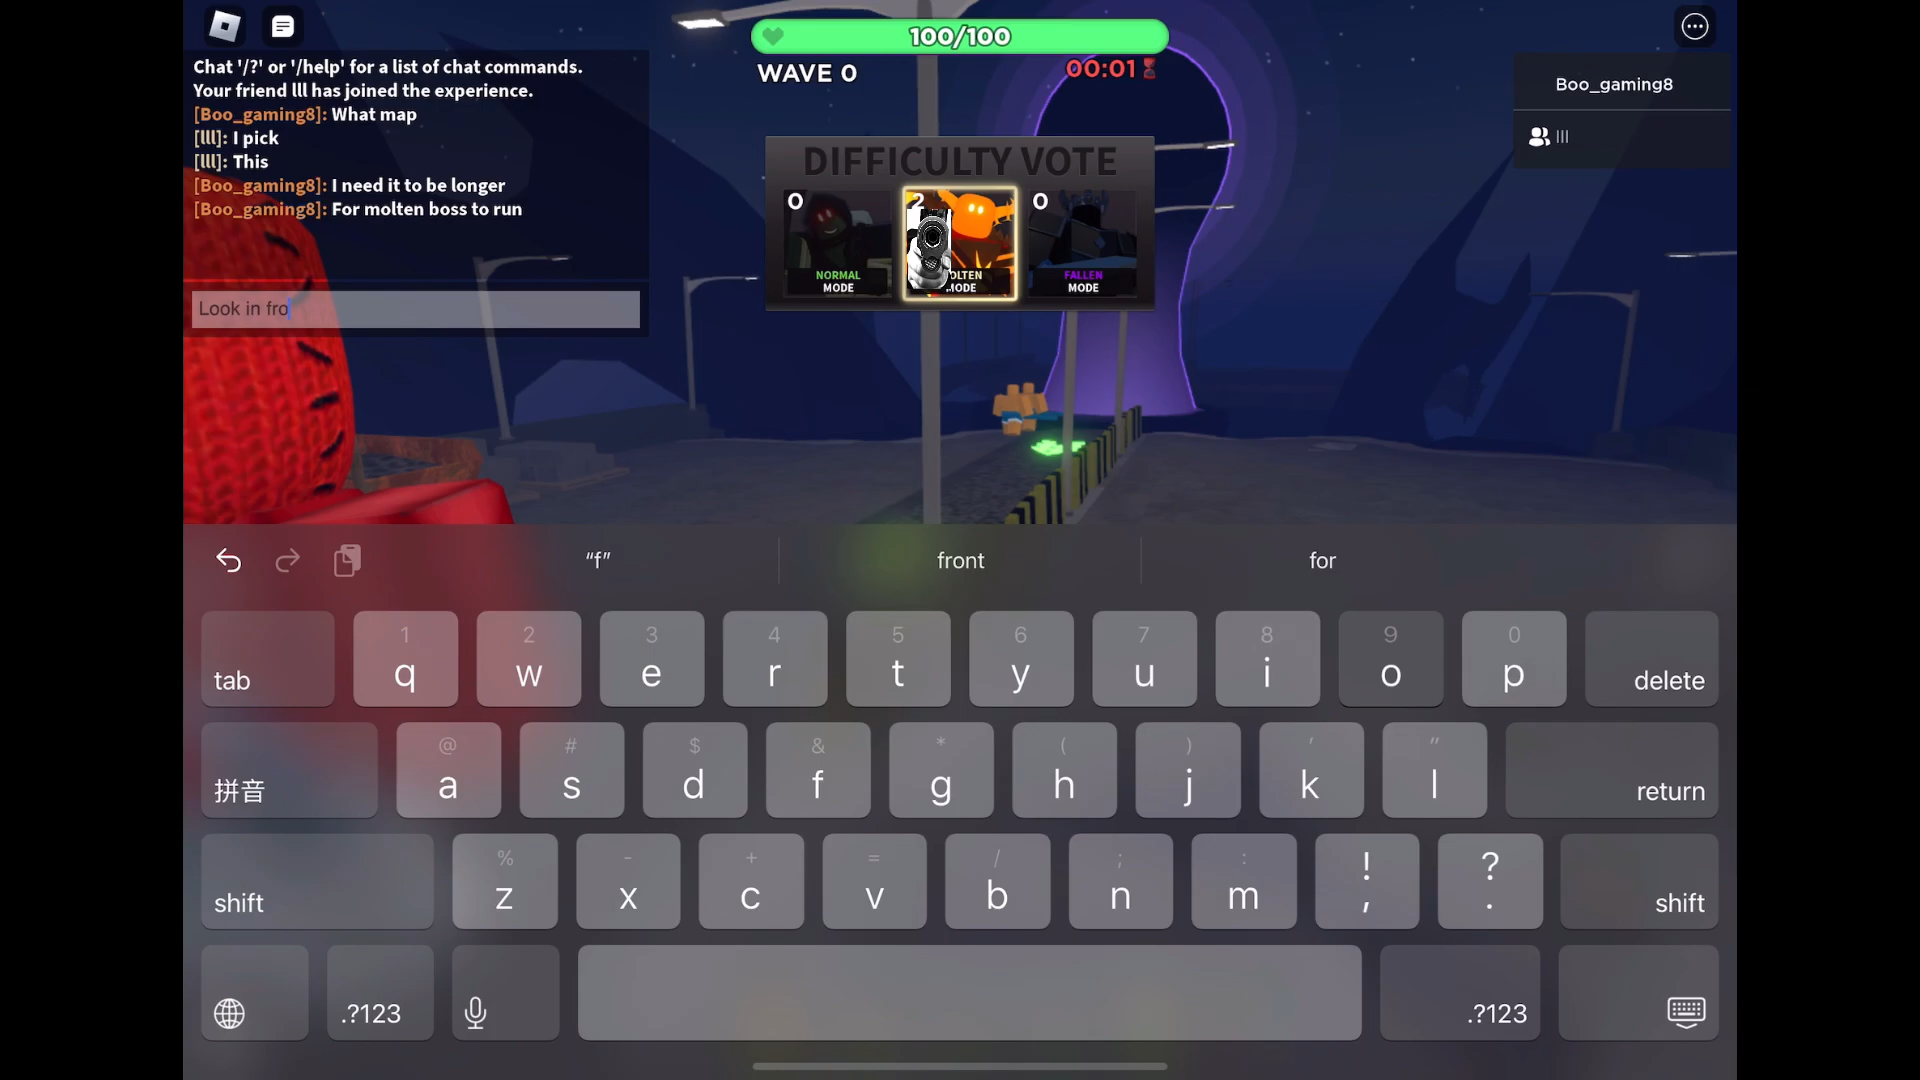 100/100
WAVE 0
00:01
Chat '/?' or '/help' for a list of chat commands.
Your friend lll has joined the experience.
[Boo_gaming8]: What map
[lll]: I pick
[lll]: This
[Boo_gaming8]: I need it to be longer
[Boo_gaming8]: For molten boss to run
Look in fro
Boo_gaming8
lll
DIFFICULTY VOTE
0 2 0
NORMAL MODE
OLTEN MODE
FALLEN MODE
“f” front for
1 2 3 4 5 6 7 8 9 0
tab q w e r t y u i o p delete
@ # $ & * ( ) ' "
拼音 a s d f g h j k l return
% - + = / ; : ! ?
shift z x c v b n m , . shift
.?123 .?123